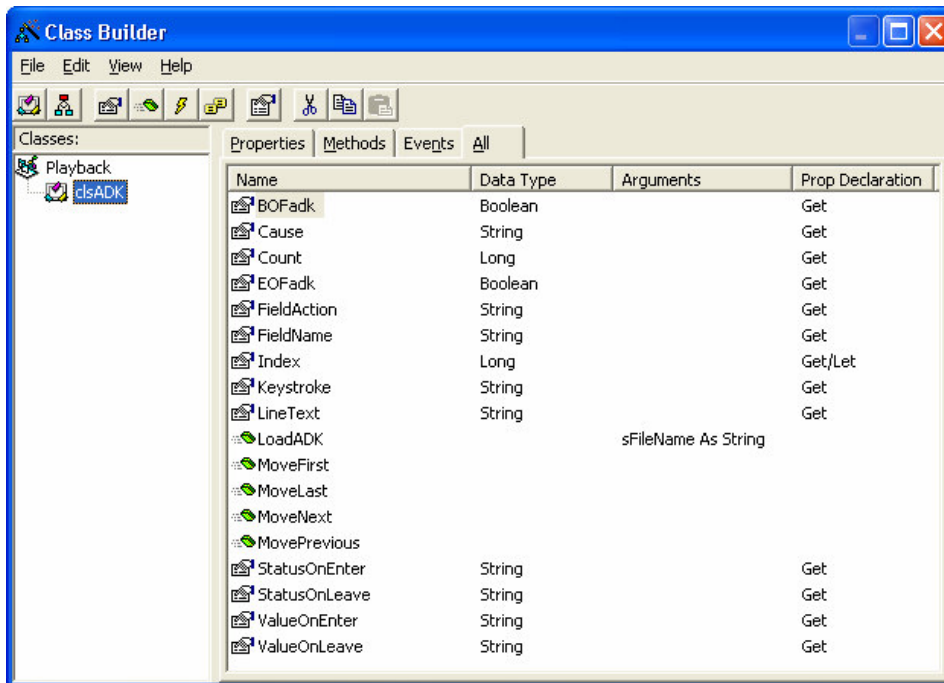 Class Builder
File Edit View Help
Classes:
Playback
clsADK
Properties Methods Events All
Name Data Type Arguments Prop Declaration
BOFadk Boolean Get
Cause String Get
Count Long Get
EOFadk Boolean Get
FieldAction String Get
FieldName String Get
Index Long Get/Let
Keystroke String Get
LineText String Get
LoadADK sFileName As String
MoveFirst
MoveLast
MoveNext
MovePrevious
StatusOnEnter String Get
StatusOnLeave String Get
ValueOnEnter String Get
ValueOnLeave String Get